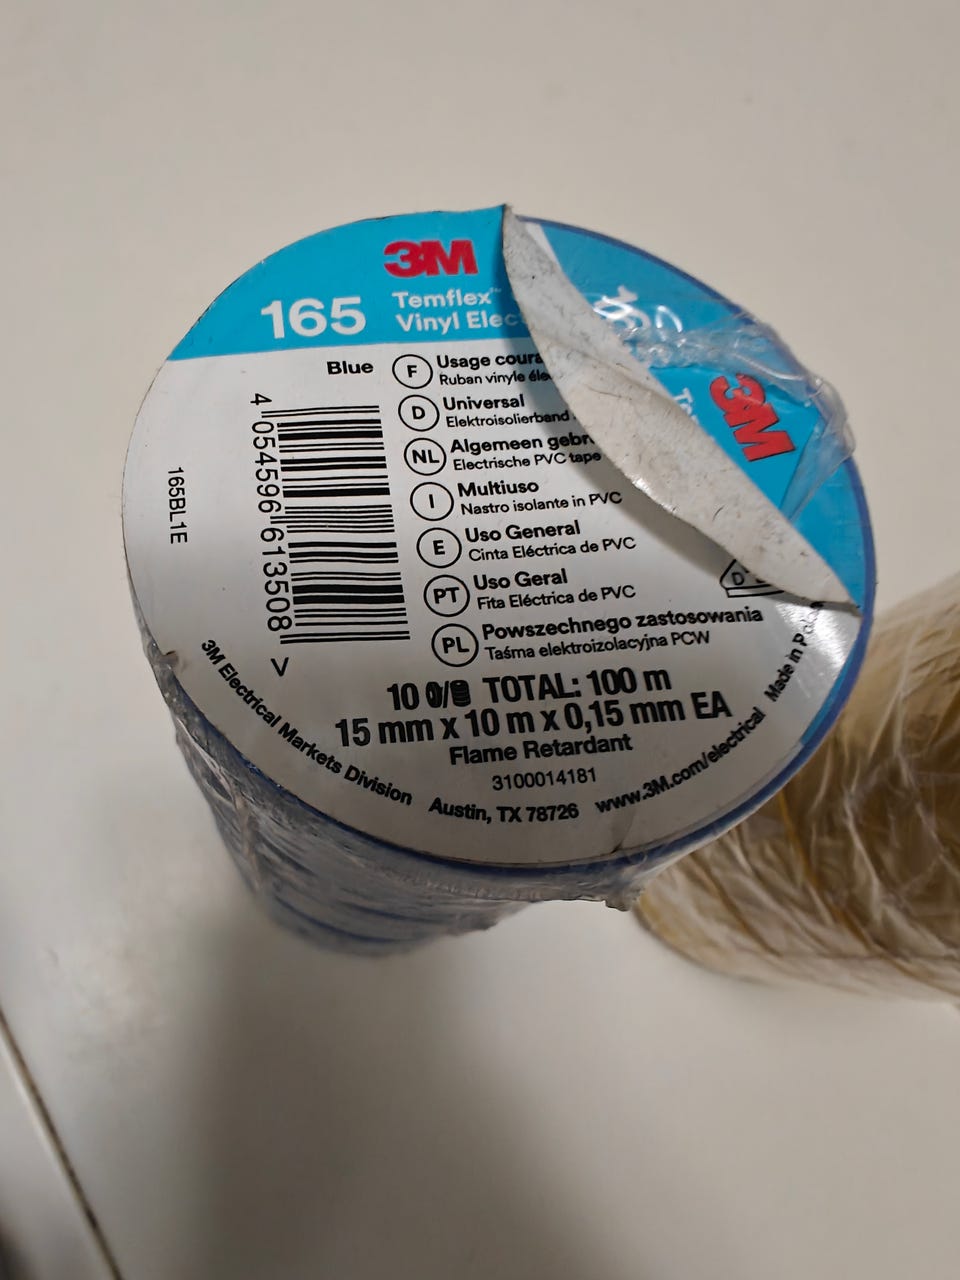 3M
165
Temflex™
Vinyl Elec
Blue
F Usage coura
Ruban vinyle éle
D Universal
Elektroisolierband
NL Algemeen gebr
Electrische PVC tape
I Multiuso
Nastro isolante in PVC
E Uso General
Cinta Eléctrica de PVC
PT Uso Geral
Fita Eléctrica de PVC
PL Powszechnego zastosowania
Taśma elektroizolacyjna PCW
4 054596 613508 >
165BL1E
10 / TOTAL: 100 m
15 mm x 10 m x 0,15 mm EA
Flame Retardant
3100014181
3M Electrical Markets Division
Austin, TX 78726
www.3M.com/electrical
Made in
3M